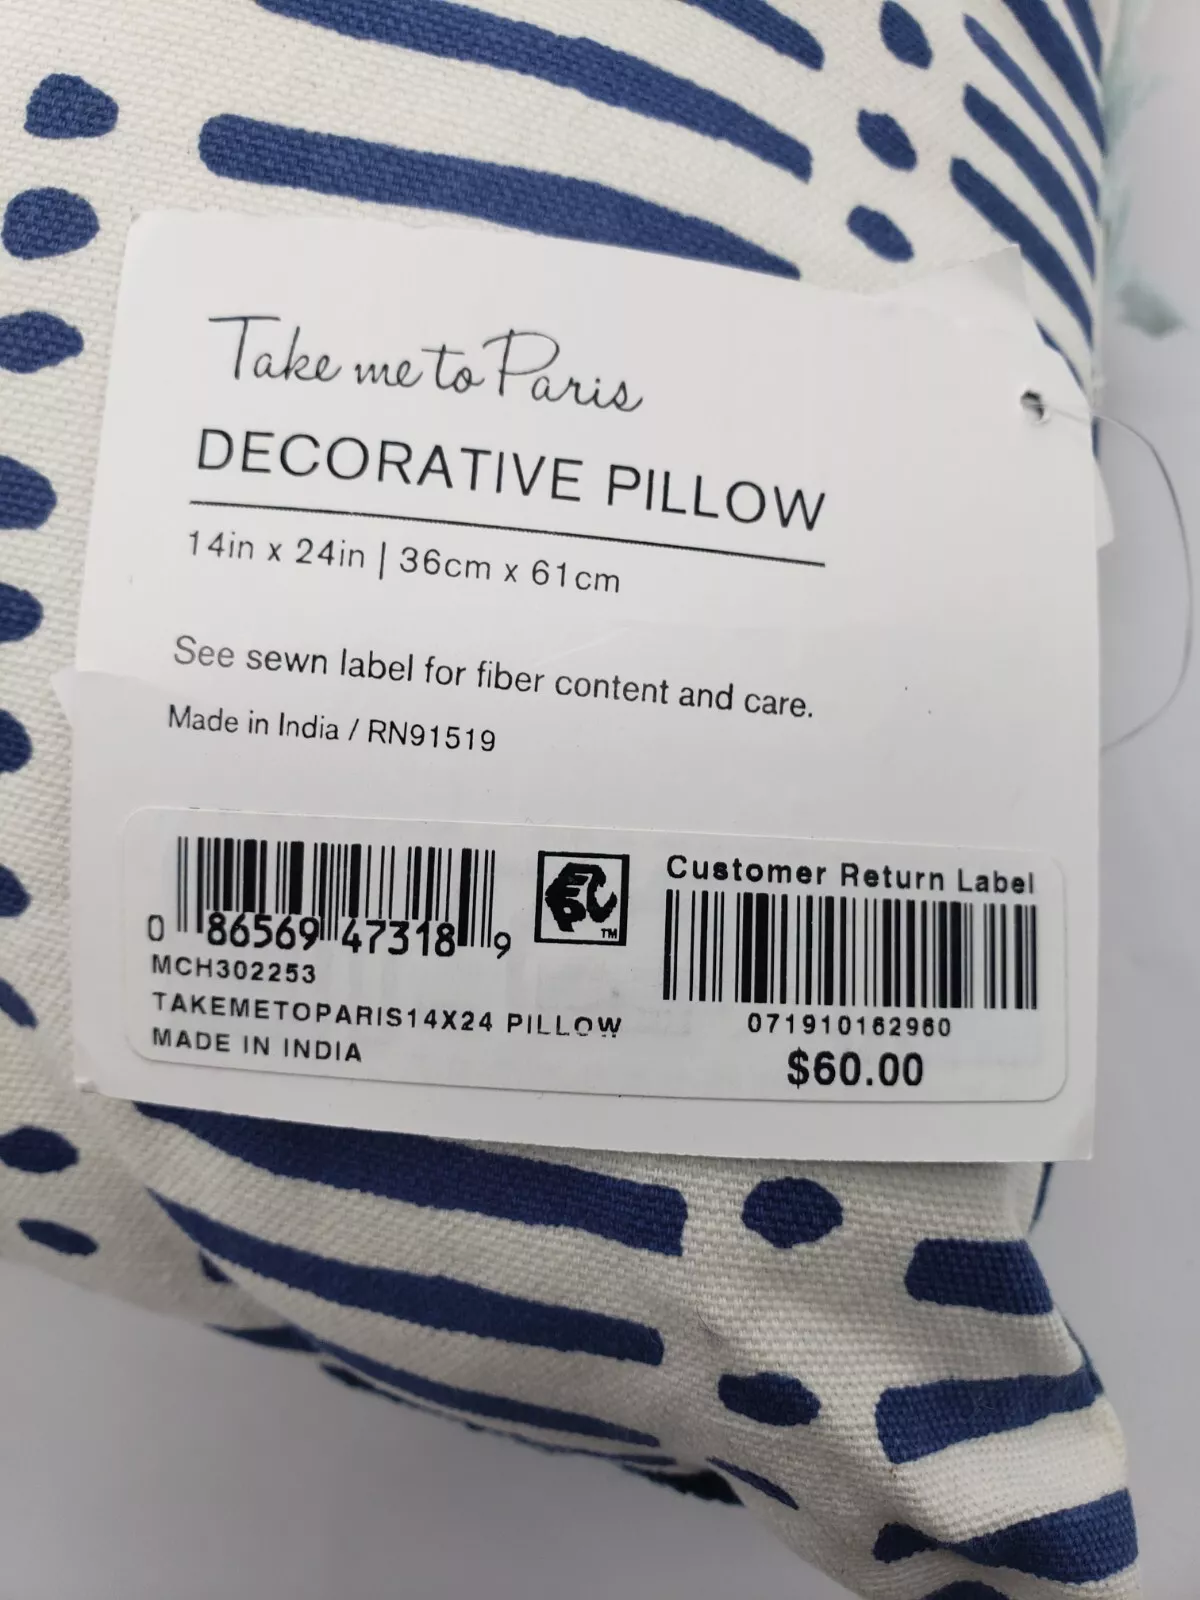 Take me to Paris
DECORATIVE PILLOW
14in x 24in | 36cm x 61cm
See sewn label for fiber content and care.
Made in India / RN91519
Customer Return Label
0 86569 47318 9
MCH302253
TAKEMETOPARIS14X24 PILLOW
MADE IN INDIA
TM
071910162960
$60.00